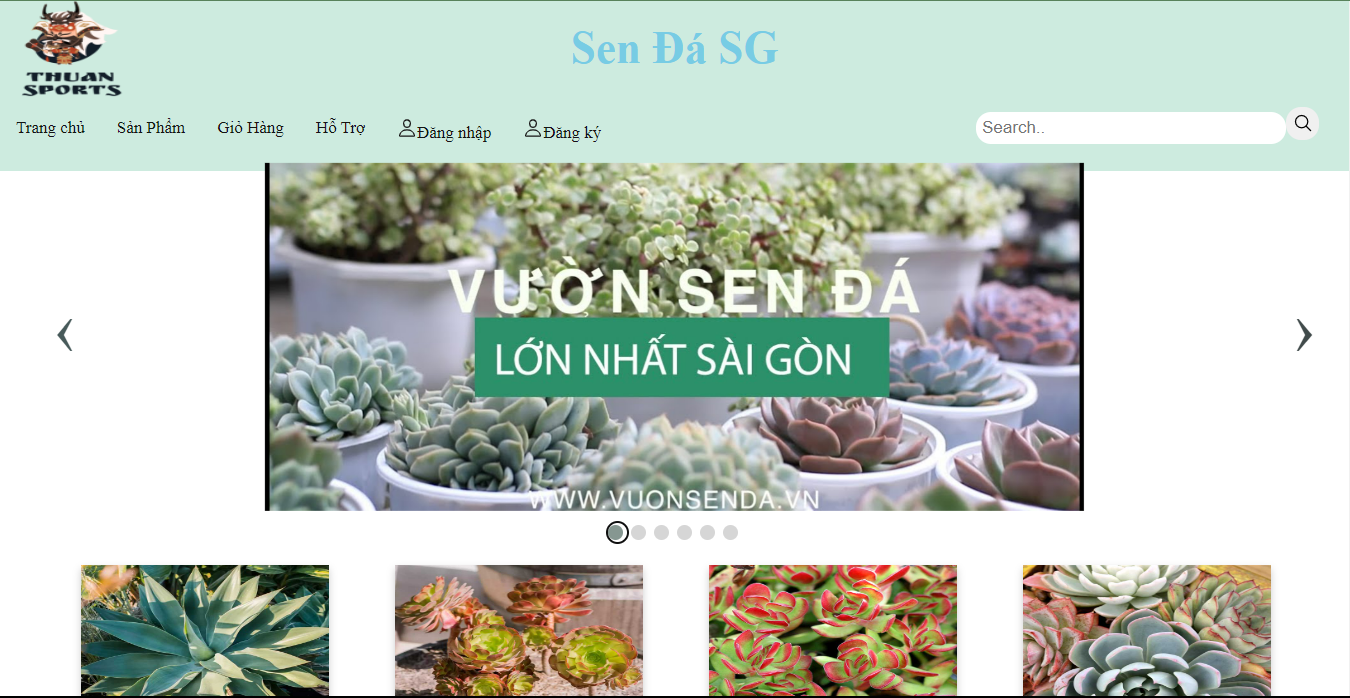 THUAN
SPORTS
Sen Đá SG
Trang chủ Sản Phẩm Giỏ Hàng Hỗ Trợ Đăng nhập Đăng ký Search..
VƯỜN SEN ĐÁ
LỚN NHẤT SÀI GÒN
WWW.VUONSENDA.VN